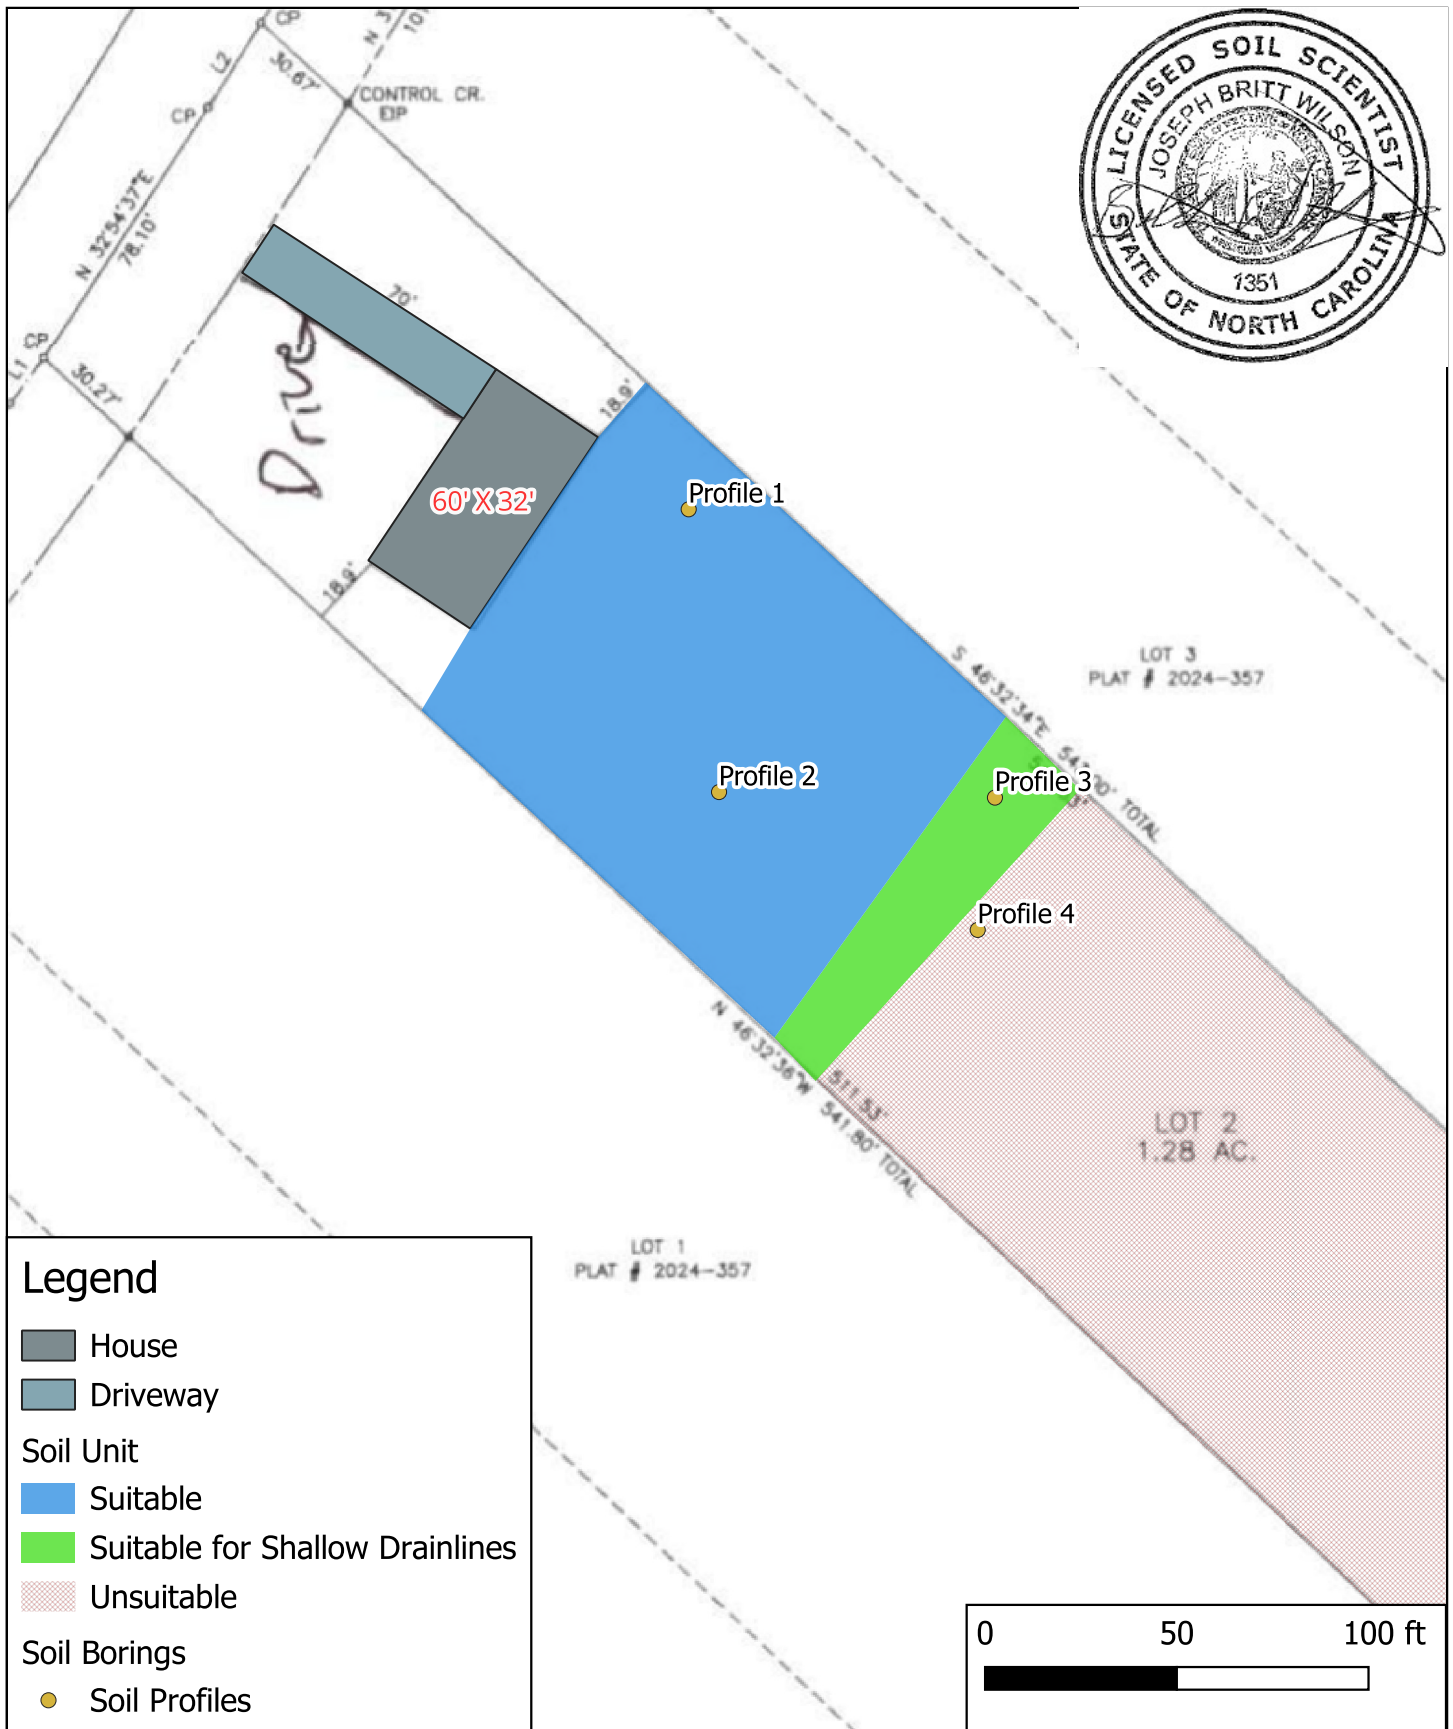 CP
L2
30.67'
CONTROL CR.
EIP
CP
N 32°54'37"E
78.10'
CP
L1
30.27'
Drive
70'
18.9'
60' X 32'
18.9'
LICENSED SOIL SCIENTIST
JOSEPH BRITT WILSON
1351
STATE OF NORTH CAROLINA
Profile 1
Profile 2
Profile 3
Profile 4
LOT 3
PLAT # 2024-357
S 46°32'34"E
TOTAL
N 46°32'36"W 541.80' TOTAL
511.53'
LOT 2
1.28 AC.
LOT 1
PLAT # 2024-357
Legend
House
Driveway
Soil Unit
Suitable
Suitable for Shallow Drainlines
Unsuitable
Soil Borings
Soil Profiles
0 50 100 ft